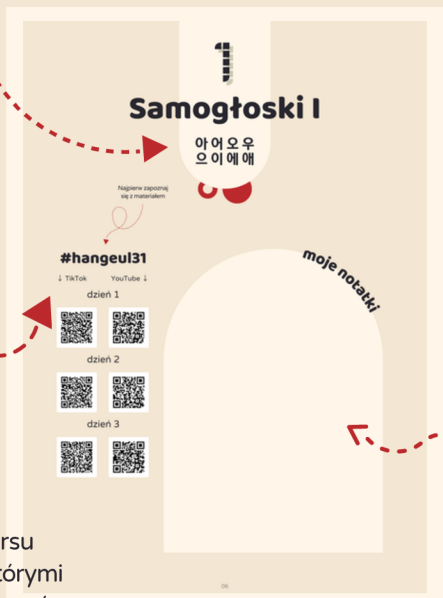 1
Samogłoski I
아 어 오 우
으 이 에 애
Najpierw zapoznaj
się z materiałem
#hangeul31
↓ TikTok YouTube ↓
dzień 1
dzień 2
dzień 3
moje notatki
rsu
tórymi
06